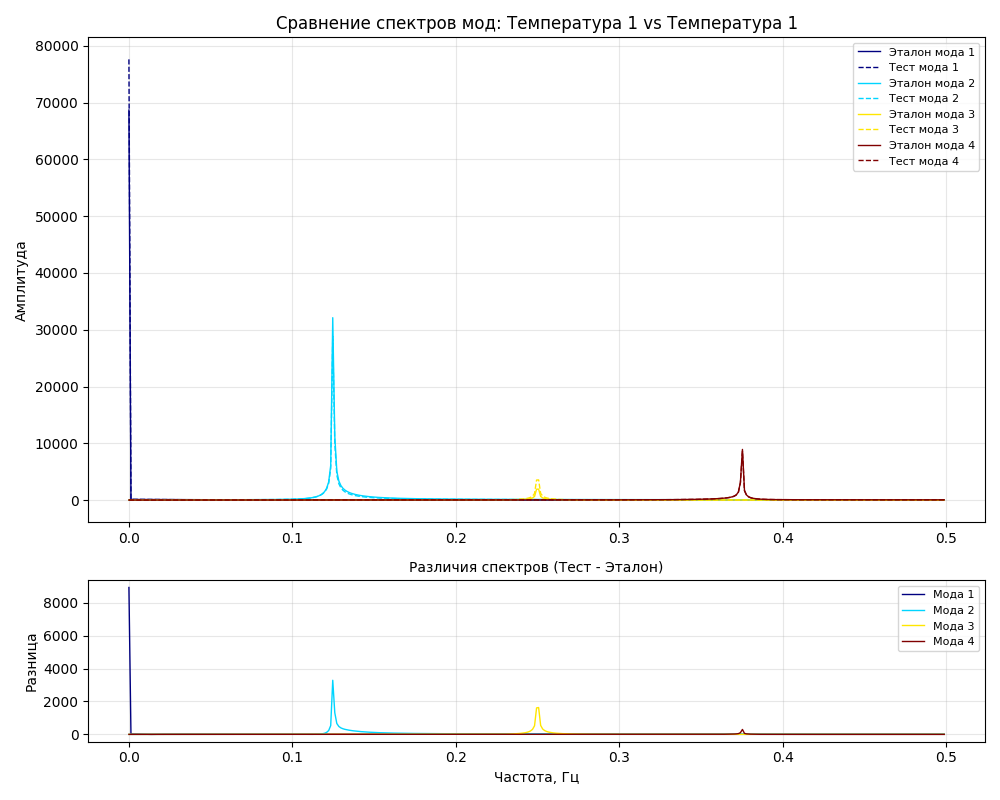 Сравнение спектров мод: Температура 1 vs Температура 1
Амплитуда
80000
70000
60000
50000
40000
30000
20000
10000
0
Эталон мода 1
Тест мода 1
Эталон мода 2
Тест мода 2
Эталон мода 3
Тест мода 3
Эталон мода 4
Тест мода 4
0.0 0.1 0.2 0.3 0.4 0.5
Различия спектров (Тест - Эталон)
Разница
8000
6000
4000
2000
0
Мода 1
Мода 2
Мода 3
Мода 4
0.0 0.1 0.2 0.3 0.4 0.5
Частота, Гц